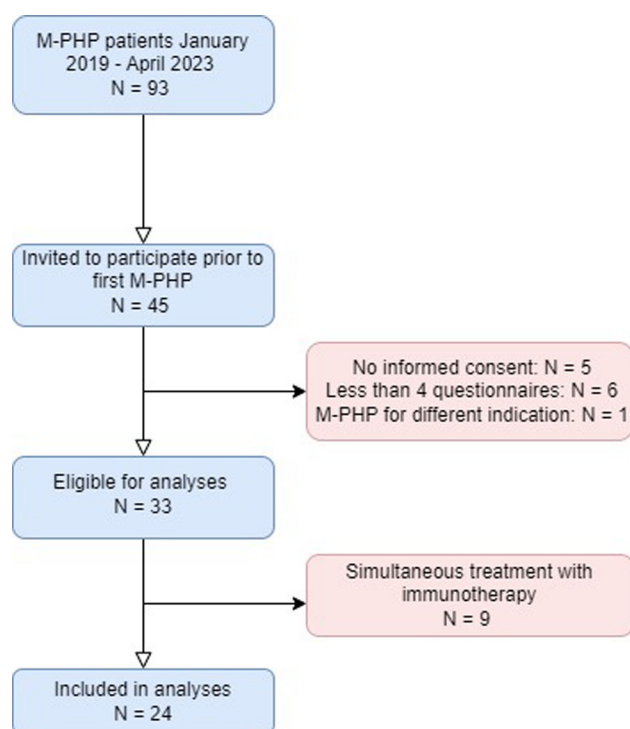 M-PHP patients January
2019 - April 2023
N = 93
Invited to participate prior to
first M-PHP
N = 45
No informed consent: N = 5
Less than 4 questionnaires: N = 6
M-PHP for different indication: N = 1
Eligible for analyses
N = 33
Simultaneous treatment with
immunotherapy
N = 9
Included in analyses
N = 24